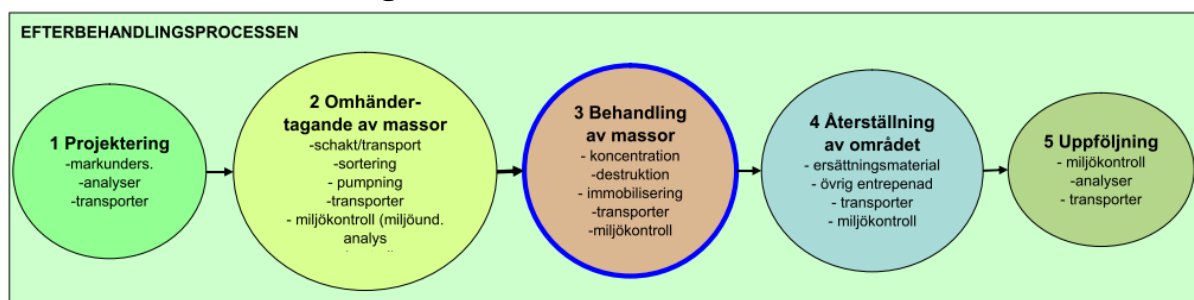 EFTERBEHANDLINGSPROCESSEN
1 Projektering
-markunders.
-analyser
-transporter
2 Omhänder-
tagande av massor
-schakt/transport
-sortering
- pumpning
-transporter
- miljökontroll (miljöund.
analys
3 Behandling
av massor
- koncentration
-destruktion
- immobilisering
-transporter
-miljökontroll
4 Återställning
av området
- ersättningsmaterial
- övrig entrepenad
- transporter
- miljökontroll
5 Uppföljning
- miljökontroll
-analyser
- transporter